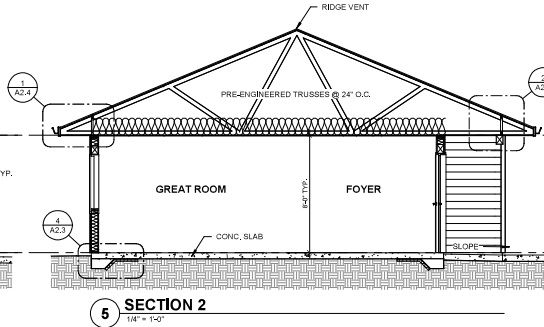 RIDGE VENT
1
A2.4
2
PRE-ENGINEERED TRUSSES @ 24" O.C.
YP.
GREAT ROOM
8'-0" TYP.
FOYER
4
A2.3
CONC. SLAB
SLOPE
5
SECTION 2
1/4" = 1'-0"